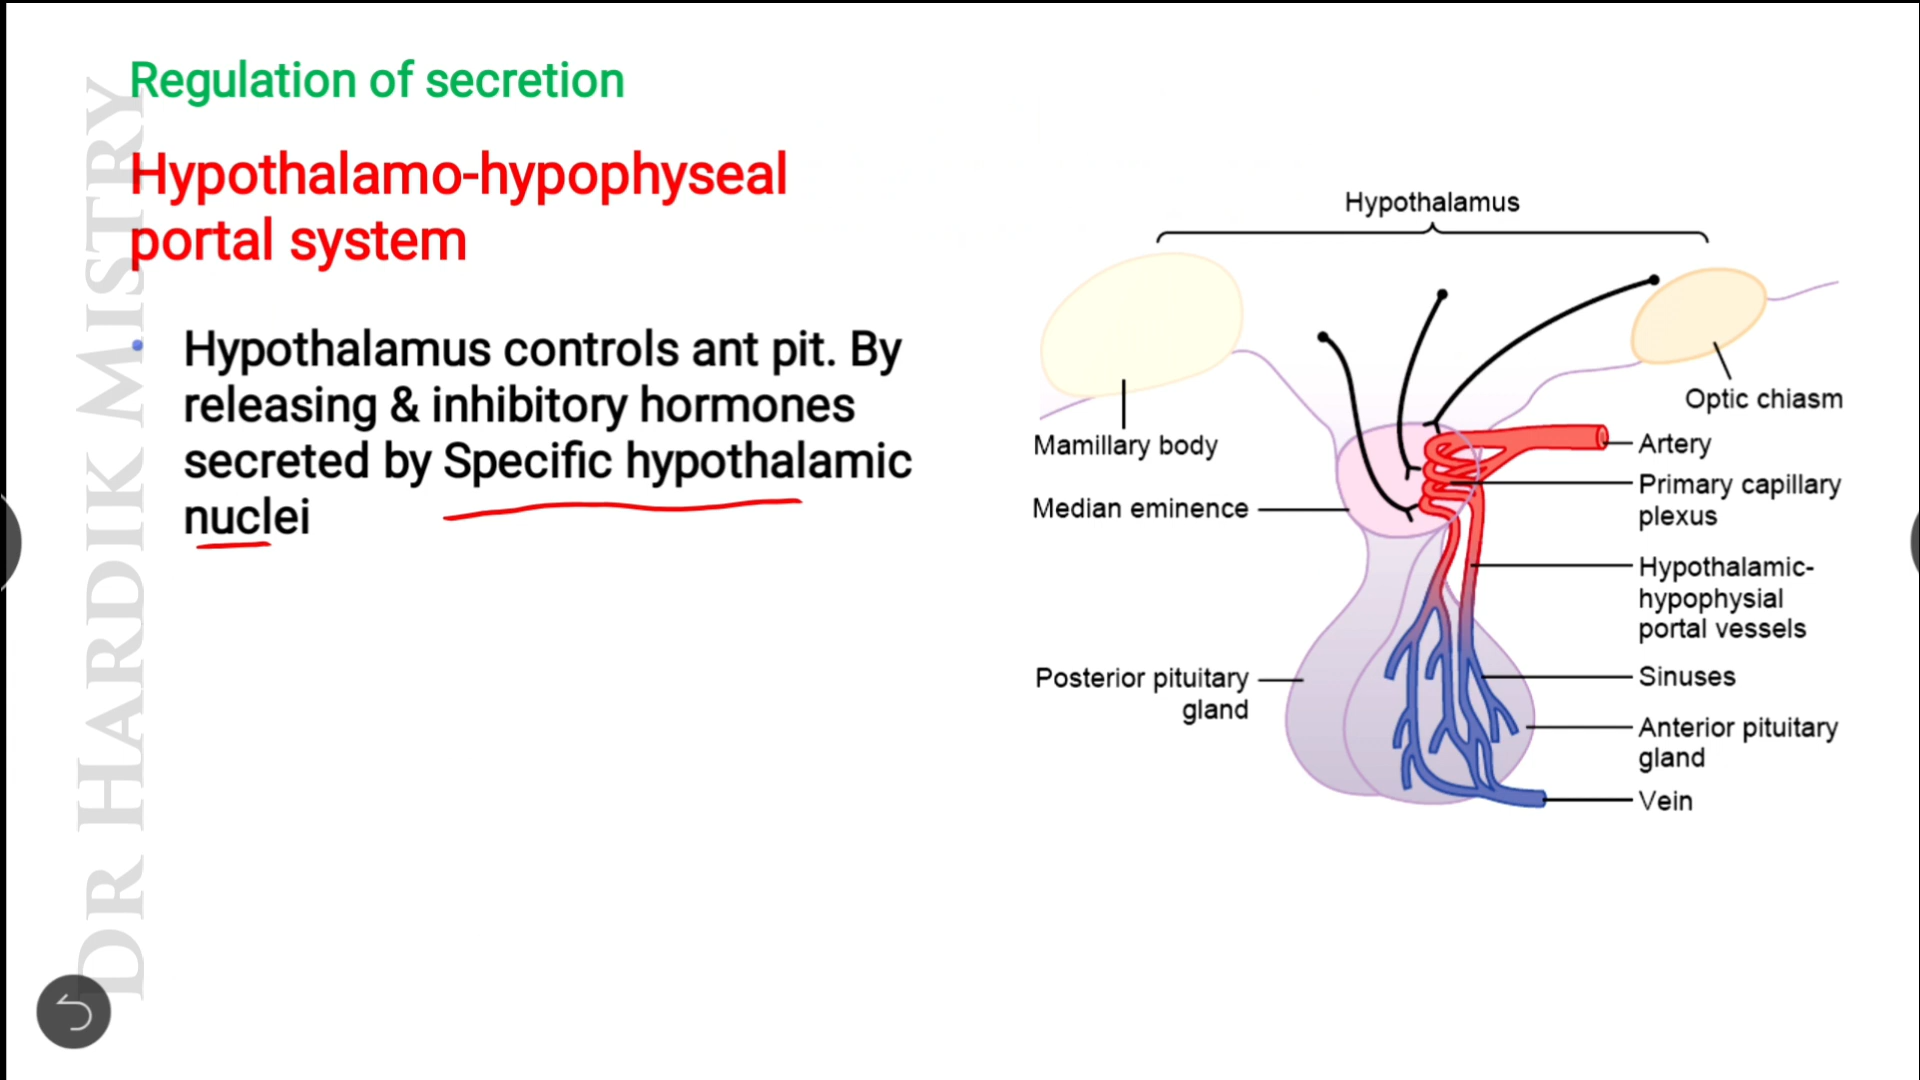 Regulation of secretion
Hypothalamo-hypophyseal
portal system
Hypothalamus controls ant pit. By
releasing & inhibitory hormones
secreted by Specific hypothalamic
nuclei
DR HARDIK MISTRY
Hypothalamus
Optic chiasm
Mamillary body
Artery
Primary capillary
plexus
Median eminence
Hypothalamic-
hypophysial
portal vessels
Posterior pituitary
gland
Sinuses
Anterior pituitary
gland
Vein